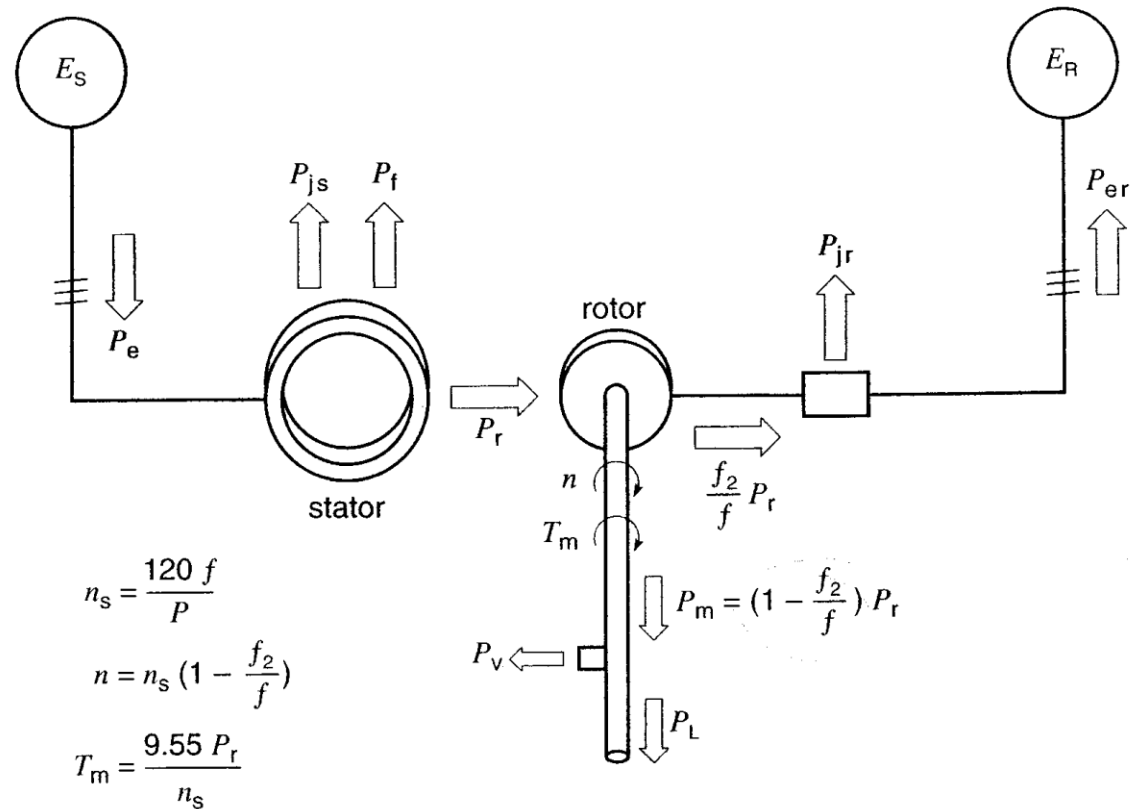 E_S
E_R
P_js P_f
P_er
P_jr
P_e
rotor
P_r
n
f_2/f P_r
stator
T_m
n_s = 120 f / P
P_m = (1 - f_2/f) P_r
P_v
n = n_s (1 - f_2/f)
P_L
T_m = 9.55 P_r / n_s